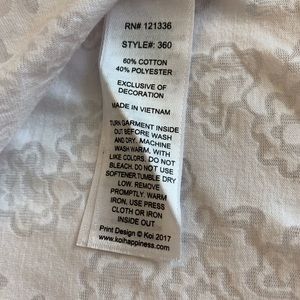 RN# 121336
STYLE#: 360
60% COTTON
40% POLYESTER
EXCLUSIVE OF
DECORATION
MADE IN VIETNAM
TURN GARMENT INSIDE
OUT BEFORE WASH
AND DRY. MACHINE
WASH WARM, WITH
LIKE COLORS. DO NOT
BLEACH. DO NOT USE
SOFTENER.TUMBLE DRY
LOW. REMOVE
PROMPTLY. WARM
IRON, USE PRESS
CLOTH OR IRON
INSIDE OUT
Print Design © Koi 2017
www.koihappiness.com